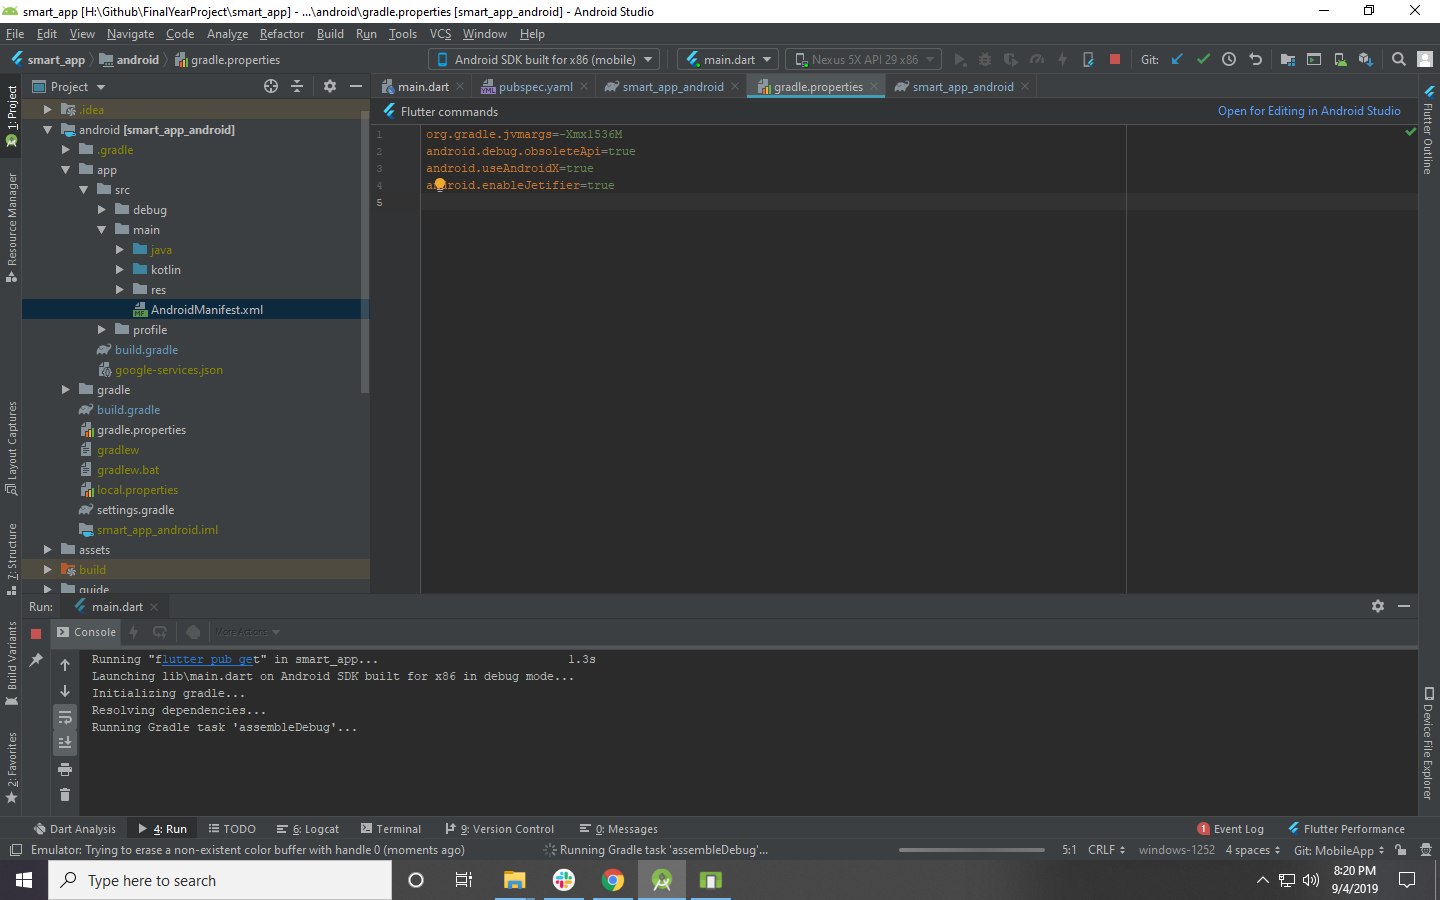 smart_app [H:\Github\FinalYearProject\smart_app] - ...\android\gradle.properties [smart_app_android] - Android Studio
File Edit View Navigate Code Analyze Refactor Build Run Tools VCS Window Help
smart_app android gradle.properties Android SDK built for x86 (mobile) main.dart Nexus 5X API 29 x86 Git:
Project main.dart pubspec.yaml smart_app_android gradle.properties smart_app_android
Flutter commands Open for Editing in Android Studio
1: Project
Resource Manager
Layout Captures
7: Structure
Build Variants
2: Favorites
.idea
android [smart_app_android]
.gradle
app
src
debug
main
java
kotlin
res
AndroidManifest.xml
profile
build.gradle
google-services.json
gradle
build.gradle
gradle.properties
gradlew
gradlew.bat
local.properties
settings.gradle
smart_app_android.iml
assets
build
guide
1 org.gradle.jvmargs=-Xmx1536M
2 android.debug.obsoleteApi=true
3 android.useAndroidX=true
4 android.enableJetifier=true
5
Flutter Outline
Device File Explorer
Run: main.dart
Console More Actions
Running "flutter pub get" in smart_app... 1.3s
Launching lib\main.dart on Android SDK built for x86 in debug mode...
Initializing gradle...
Resolving dependencies...
Running Gradle task 'assembleDebug'...
Dart Analysis 4: Run TODO 6: Logcat Terminal 9: Version Control 0: Messages 1 Event Log Flutter Performance
Emulator: Trying to erase a non-existent color buffer with handle 0 (moments ago) Running Gradle task 'assembleDebug'... 5:1 CRLF windows-1252 4 spaces Git: MobileApp
Type here to search
8:20 PM
9/4/2019